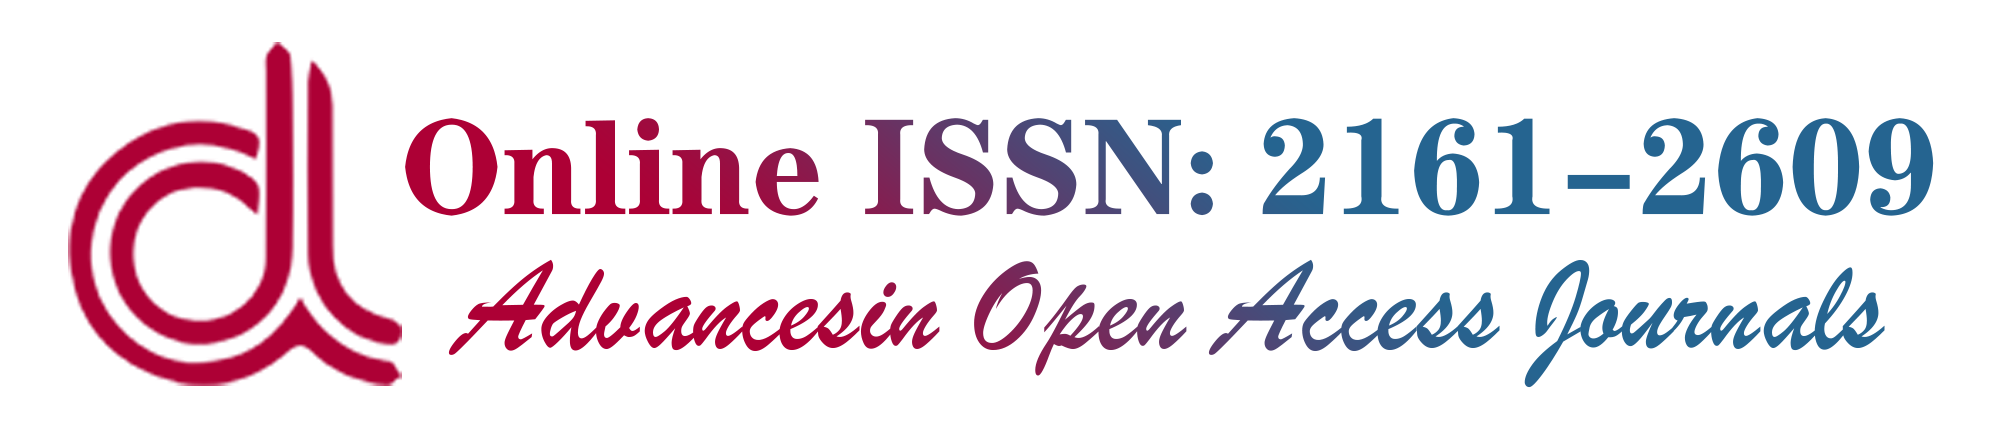 Online ISSN: 2161-2609
Advancesin Open Access Journals